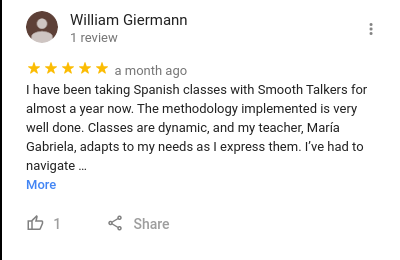 William Giermann
1 review
a month ago
I have been taking Spanish classes with Smooth Talkers for
almost a year now. The methodology implemented is very
well done. Classes are dynamic, and my teacher, María
Gabriela, adapts to my needs as I express them. I've had to
navigate ...
More
1 Share